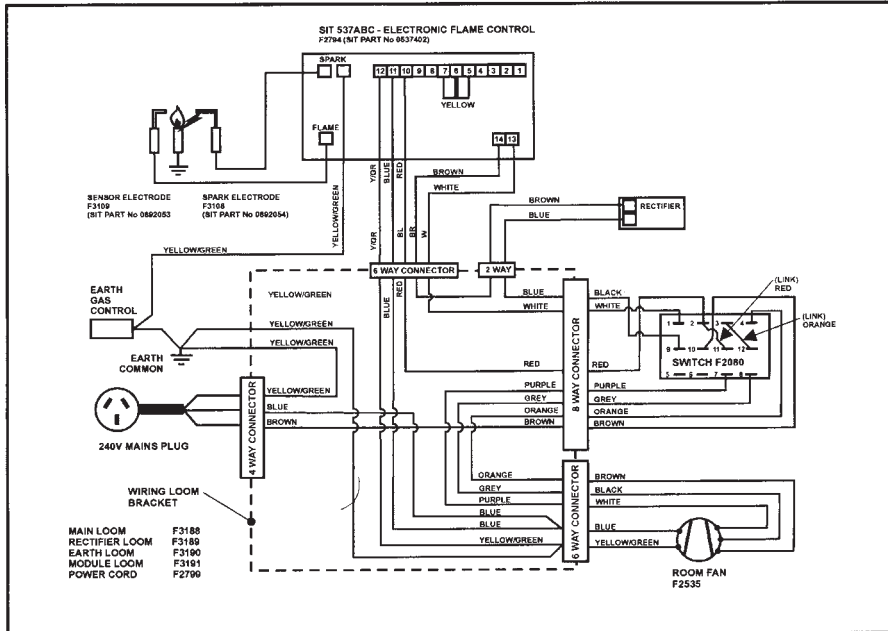 SIT 537ABC - ELECTRONIC FLAME CONTROL
F2794 (SIT PART No 0537402)
SPARK
12 11 10 9 8 7 6 5 4 3 2 1
YELLOW
FLAME
14 13
Y/GR
BLUE
RED
BROWN
WHITE
SENSOR ELECTRODE
F3109
(SIT PART No 0892053
SPARK ELECTRODE
F3108
(SIT PART No 0892054)
YELLOW/GREEN
BROWN
BLUE
RECTIFIER
Y/GR
BL
BR
W
YELLOW/GREEN
6 WAY CONNECTOR
2 WAY
EARTH
GAS
CONTROL
YELLOW/GREEN
BLUE
RED
BLUE
WHITE
BLACK
WHITE
(LINK)
RED
(LINK)
ORANGE
1 2 3 4
9 10 11 12
SWITCH F2080
5 6 7 8
YELLOW/GREEN
YELLOW/GREEN
EARTH
COMMON
RED
RED
8 WAY CONNECTOR
PURPLE
GREY
ORANGE
BROWN
PURPLE
GREY
ORANGE
BROWN
4 WAY CONNECTOR
YELLOW/GREEN
BLUE
BROWN
240V MAINS PLUG
WIRING LOOM
BRACKET
ORANGE
GREY
PURPLE
BLUE
BLUE
YELLOW/GREEN
6 WAY CONNECTOR
BROWN
BLACK
WHITE
BLUE
YELLOW/GREEN
ROOM FAN
F2535
MAIN LOOM F3188
RECTIFIER LOOM F3189
EARTH LOOM F3190
MODULE LOOM F3191
POWER CORD F2799